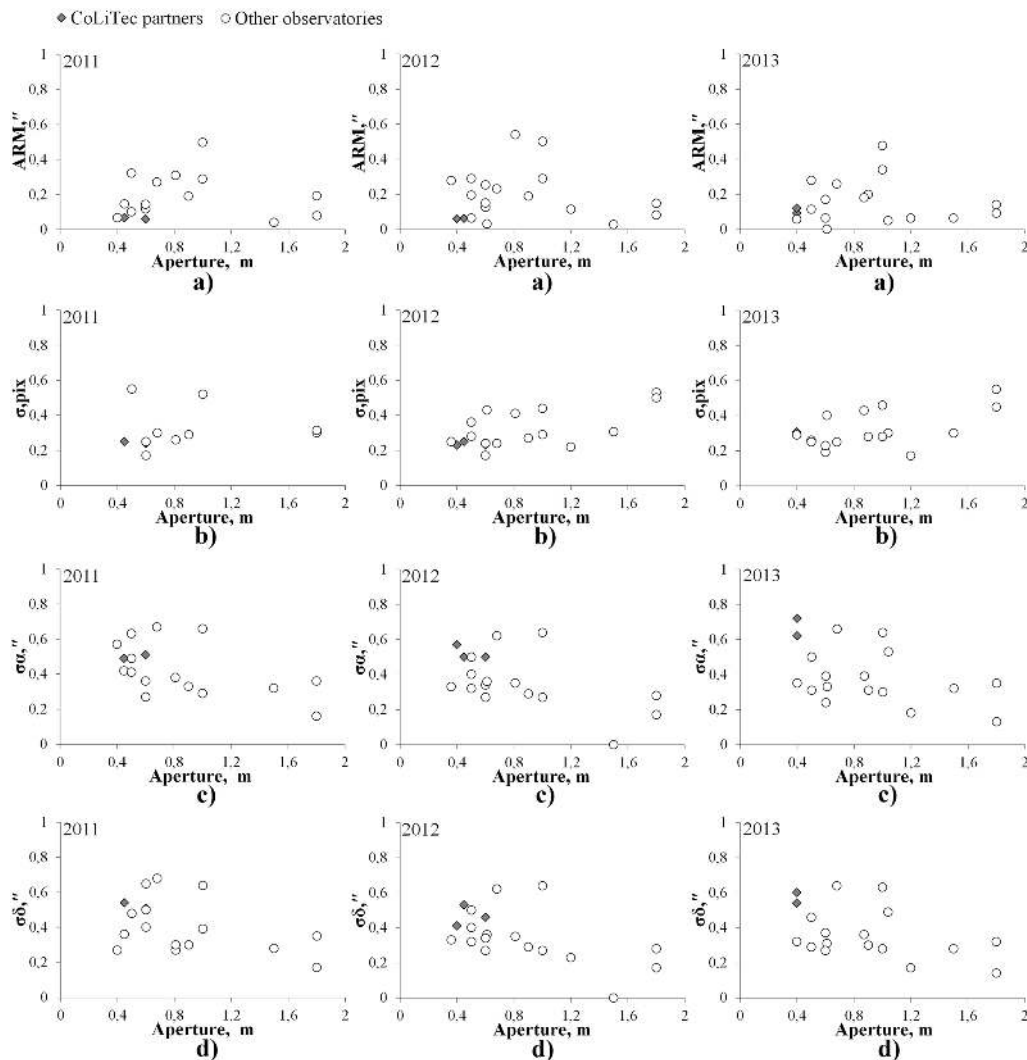 CoLiTec partners Other observatories
2011
ARM,″
1
0,8
0,6
0,4
0,2
0
0 0,4 0,8 1,2 1,6 2
Aperture, m
a)
2012
ARM,″
1
0,8
0,6
0,4
0,2
0
0 0,4 0,8 1,2 1,6 2
Aperture, m
a)
2013
ARM,″
1
0,8
0,6
0,4
0,2
0
0 0,4 0,8 1,2 1,6 2
Aperture, m
a)
2011
σ,pix
1
0,8
0,6
0,4
0,2
0
0 0,4 0,8 1,2 1,6 2
Aperture, m
b)
2012
σ,pix
1
0,8
0,6
0,4
0,2
0
0 0,4 0,8 1,2 1,6 2
Aperture, m
b)
2013
σ,pix
1
0,8
0,6
0,4
0,2
0
0 0,4 0,8 1,2 1,6 2
Aperture, m
b)
2011
σα,″
1
0,8
0,6
0,4
0,2
0
0 0,4 0,8 1,2 1,6 2
Aperture, m
c)
2012
σα,″
1
0,8
0,6
0,4
0,2
0
0 0,4 0,8 1,2 1,6 2
Aperture, m
c)
2013
σα,″
1
0,8
0,6
0,4
0,2
0
0 0,4 0,8 1,2 1,6 2
Aperture, m
c)
2011
σδ,″
1
0,8
0,6
0,4
0,2
0
0 0,4 0,8 1,2 1,6 2
Aperture, m
d)
2012
σδ,″
1
0,8
0,6
0,4
0,2
0
0 0,4 0,8 1,2 1,6 2
Aperture, m
d)
2013
σδ,″
1
0,8
0,6
0,4
0,2
0
0 0,4 0,8 1,2 1,6 2
Aperture, m
d)